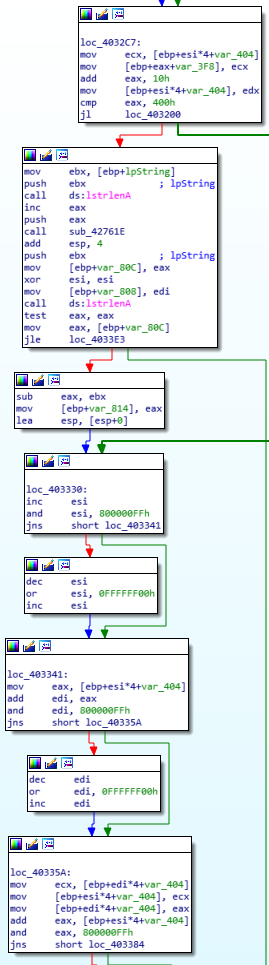 loc_4032C7:
mov ecx, [ebp+esi*4+var_404]
mov [ebp+eax+var_3F8], ecx
add eax, 10h
mov [ebp+esi*4+var_404], edx
cmp eax, 400h
jl loc_403200
mov ebx, [ebp+lpString]
push ebx ; lpString
call ds:lstrlenA
inc eax
push eax
call sub_42761E
add esp, 4
push ebx ; lpString
mov [ebp+var_80C], eax
xor esi, esi
mov [ebp+var_808], edi
call ds:lstrlenA
test eax, eax
mov eax, [ebp+var_80C]
jle loc_4033E3
sub eax, ebx
mov [ebp+var_814], eax
lea esp, [esp+0]
loc_403330:
inc esi
and esi, 800000FFh
jns short loc_403341
dec esi
or esi, 0FFFFFF00h
inc esi
loc_403341:
mov eax, [ebp+esi*4+var_404]
add edi, eax
and edi, 800000FFh
jns short loc_40335A
dec edi
or edi, 0FFFFFF00h
inc edi
loc_40335A:
mov ecx, [ebp+edi*4+var_404]
mov [ebp+esi*4+var_404], ecx
mov [ebp+edi*4+var_404], eax
add eax, [ebp+esi*4+var_404]
and eax, 800000FFh
jns short loc_403384